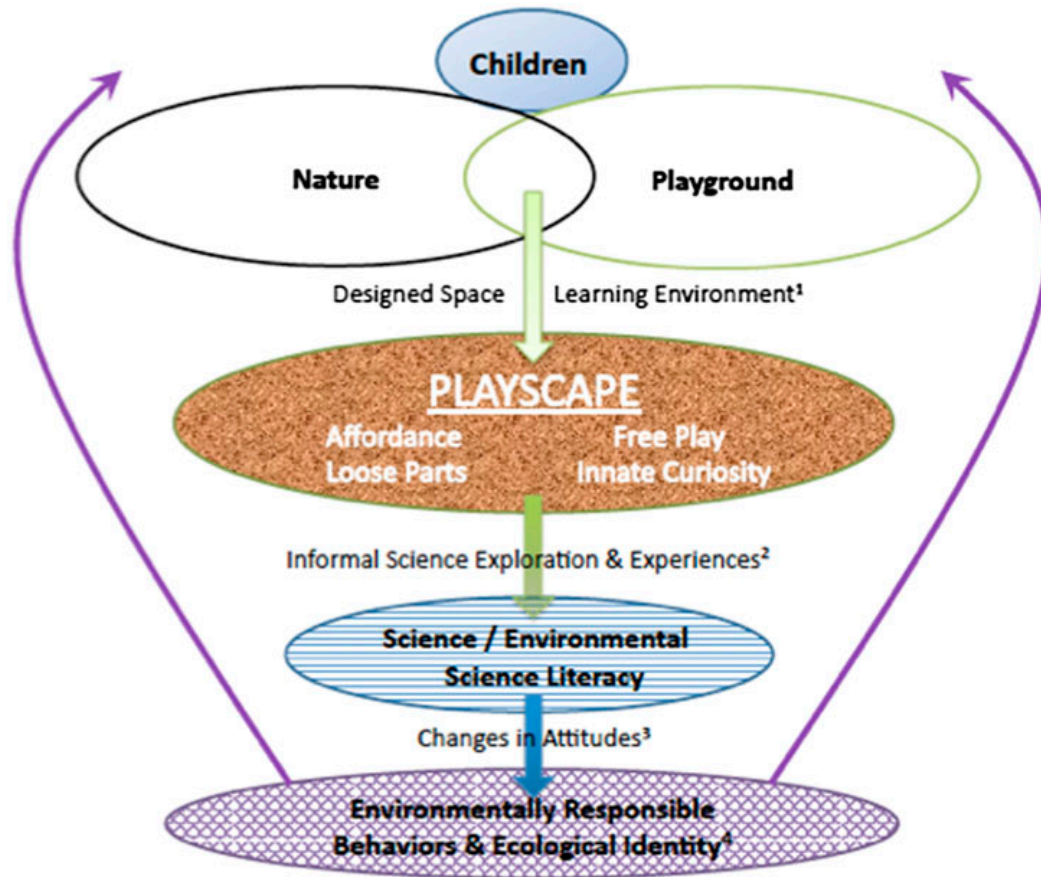 Children
Nature
Playground
Designed Space
Learning Environment¹
PLAYSCAPE
Affordance
Free Play
Loose Parts
Innate Curiosity
Informal Science Exploration & Experiences²
Science / Environmental
Science Literacy
Changes in Attitudes³
Environmentally Responsible
Behaviors & Ecological Identity⁴